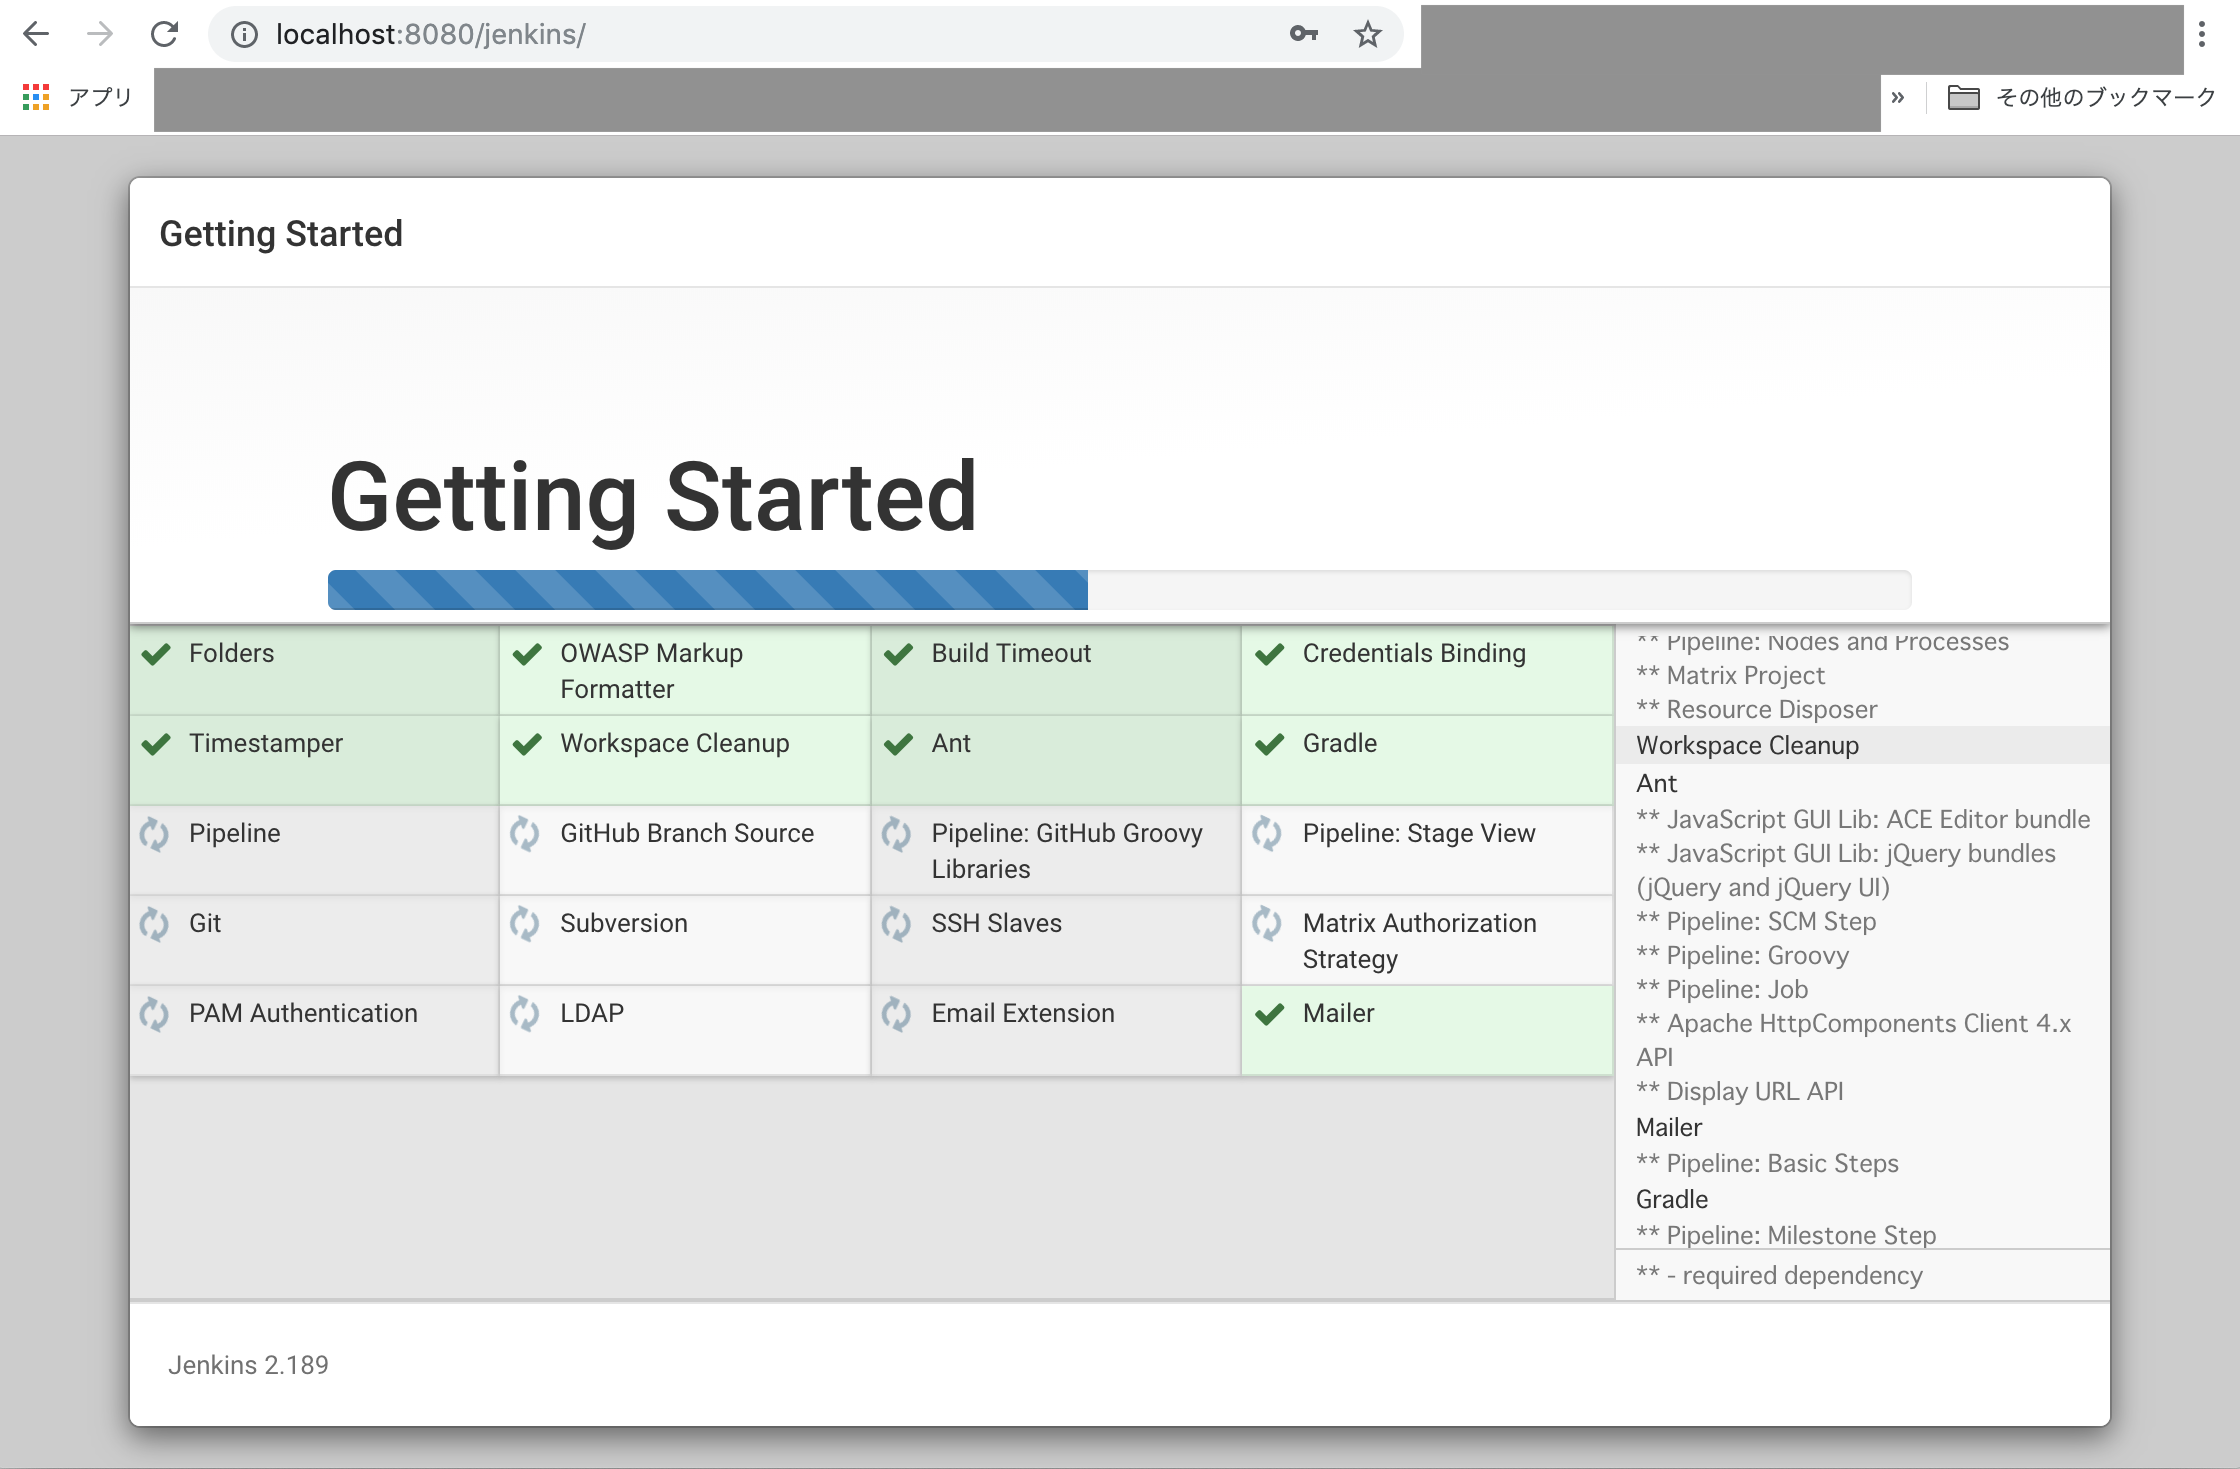 localhost:8080/jenkins/
アプリ
»
その他のブックマーク
Getting Started
Getting Started
Folders
OWASP Markup
Formatter
Build Timeout
Credentials Binding
Timestamper
Workspace Cleanup
Ant
Gradle
Pipeline
GitHub Branch Source
Pipeline: GitHub Groovy
Libraries
Pipeline: Stage View
Git
Subversion
SSH Slaves
Matrix Authorization
Strategy
PAM Authentication
LDAP
Email Extension
Mailer
** Pipeline: Nodes and Processes
** Matrix Project
** Resource Disposer
Workspace Cleanup
Ant
** JavaScript GUI Lib: ACE Editor bundle
** JavaScript GUI Lib: jQuery bundles
(jQuery and jQuery UI)
** Pipeline: SCM Step
** Pipeline: Groovy
** Pipeline: Job
** Apache HttpComponents Client 4.x
API
** Display URL API
Mailer
** Pipeline: Basic Steps
Gradle
** Pipeline: Milestone Step
** - required dependency
Jenkins 2.189